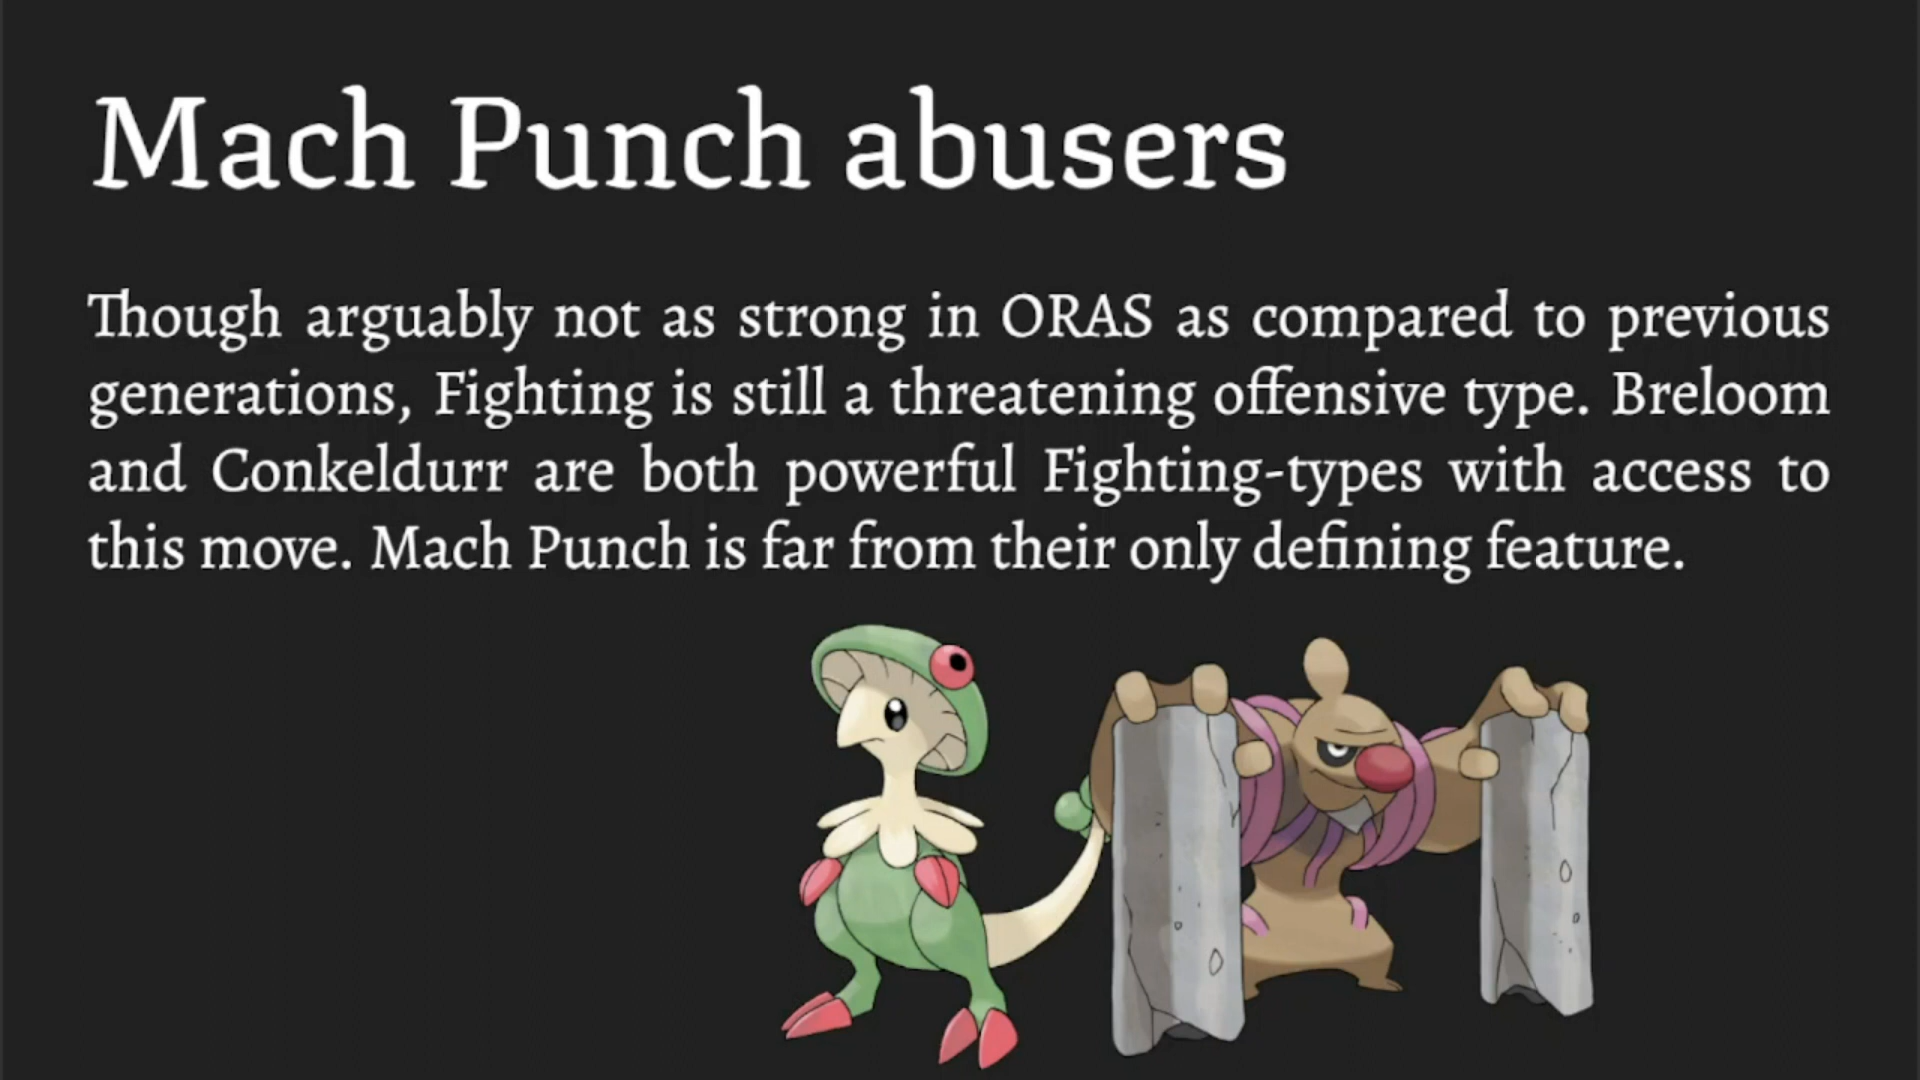 Mach Punch abusers
Though arguably not as strong in ORAS as compared to previous
generations, Fighting is still a threatening offensive type. Breloom
and Conkeldurr are both powerful Fighting-types with access to
this move. Mach Punch is far from their only defining feature.